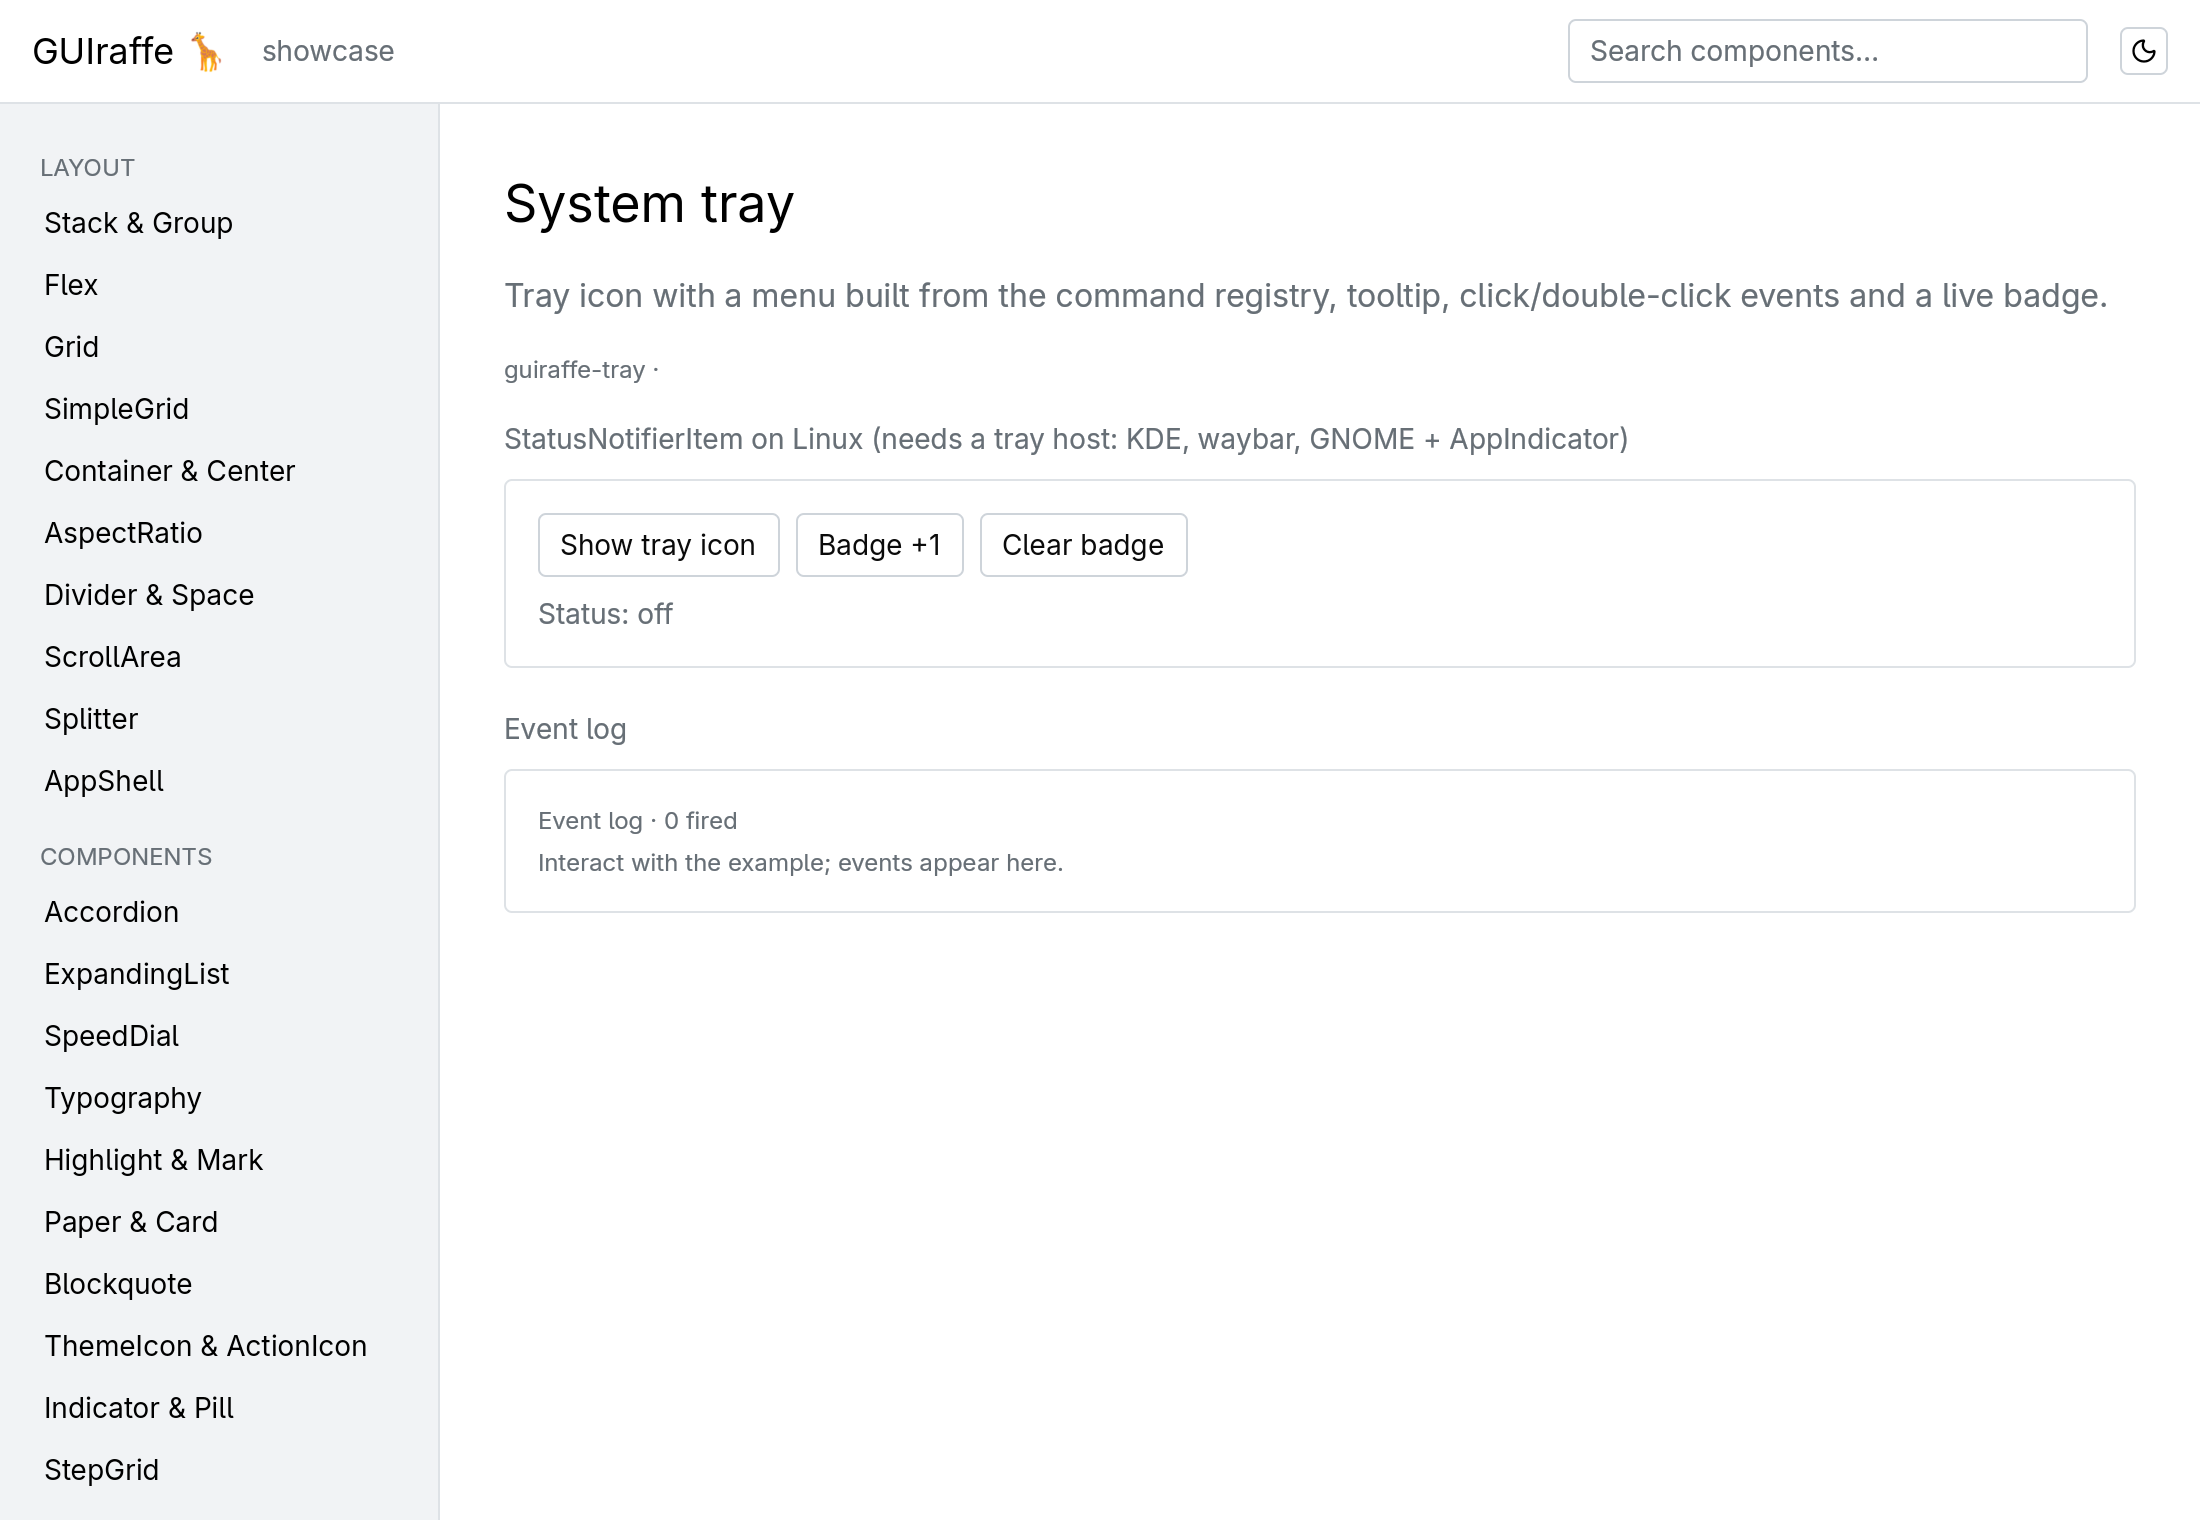 GUIraffe 🦒 showcase
Search components...
LAYOUT
Stack & Group
Flex
Grid
SimpleGrid
Container & Center
AspectRatio
Divider & Space
ScrollArea
Splitter
AppShell
COMPONENTS
Accordion
ExpandingList
SpeedDial
Typography
Highlight & Mark
Paper & Card
Blockquote
ThemeIcon & ActionIcon
Indicator & Pill
StepGrid
System tray
Tray icon with a menu built from the command registry, tooltip, click/double-click events and a live badge.
guiraffe-tray ·
StatusNotifierItem on Linux (needs a tray host: KDE, waybar, GNOME + AppIndicator)
Show tray icon
Badge +1
Clear badge
Status: off
Event log
Event log · 0 fired
Interact with the example; events appear here.